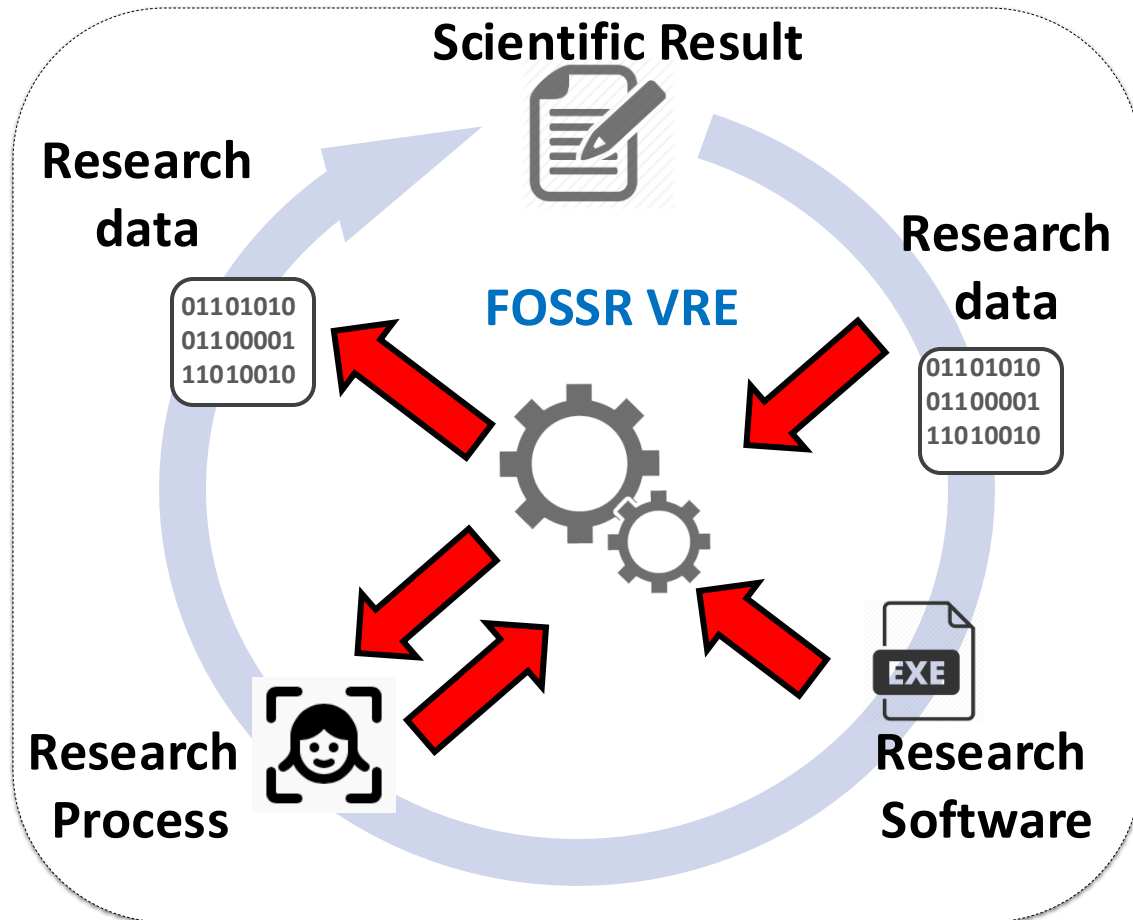 Scientific Result
Research
data
01101010
01100001
11010010
FOSSR VRE
Research
data
01101010
01100001
11010010
EXE
Research
Software
Research
Process